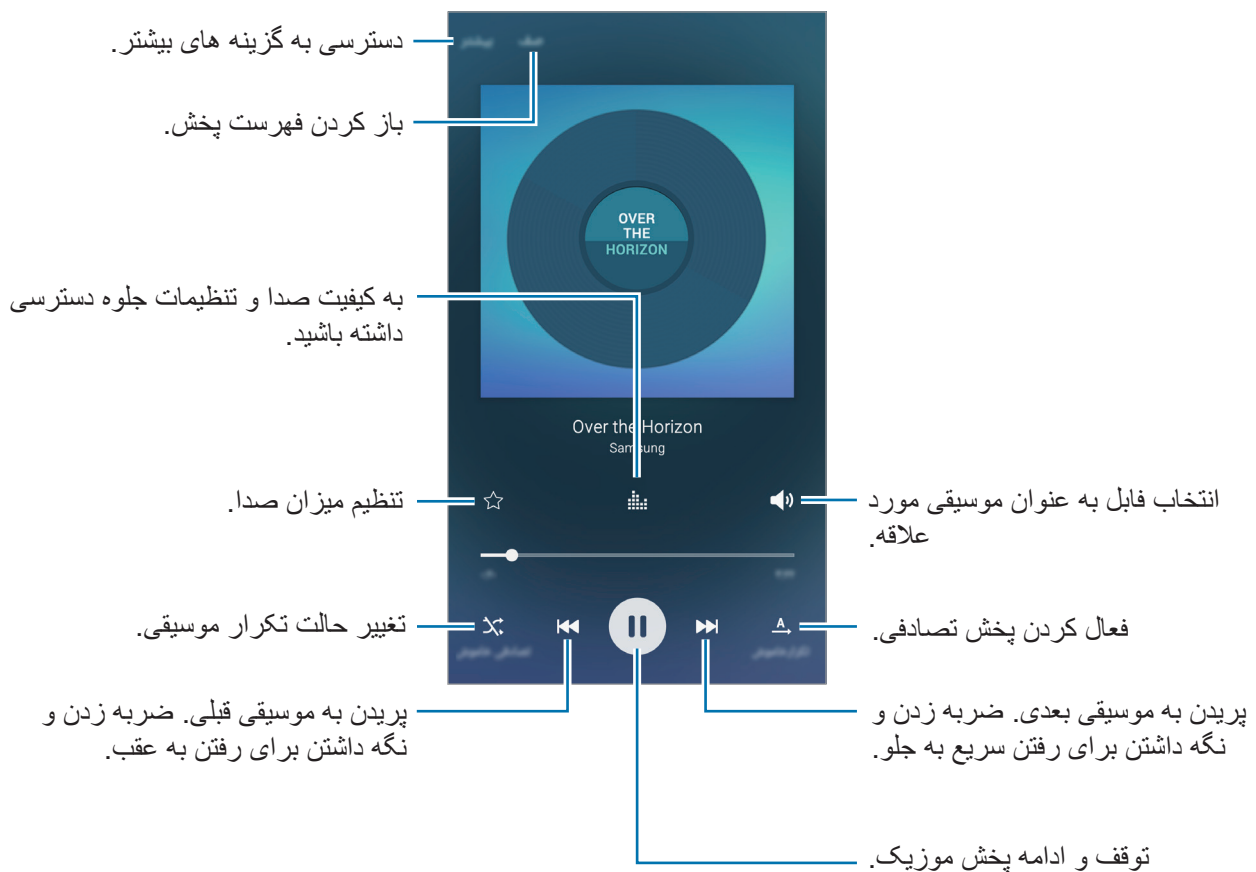 دسترسی به گزینه های بیشتر.
باز کردن فهرست پخش.
OVER
THE
HORIZON
به کیفیت صدا و تنظیمات جلوه دسترسی
داشته باشید.
Over the Horizon
Samsung
انتخاب فابل به عنوان موسیقی مورد
علاقه.
تنظیم میزان صدا.
فعال کردن پخش تصادفی.
A
تغییر حالت تکرار موسیقی.
پریدن به موسیقی بعدی. ضربه زدن و
نگه داشتن برای رفتن سریع به جلو.
پریدن به موسیقی قبلی. ضربه زدن و
نگه داشتن برای رفتن به عقب.
توقف و ادامه پخش موزیک.